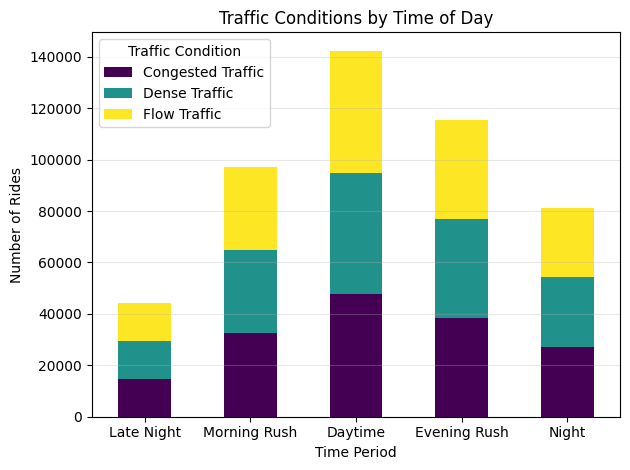 Traffic Conditions by Time of Day
Traffic Condition
Congested Traffic
Dense Traffic
Flow Traffic
Number of Rides
140000
120000
100000
80000
60000
40000
20000
0
Late Night Morning Rush Daytime Evening Rush Night
Time Period